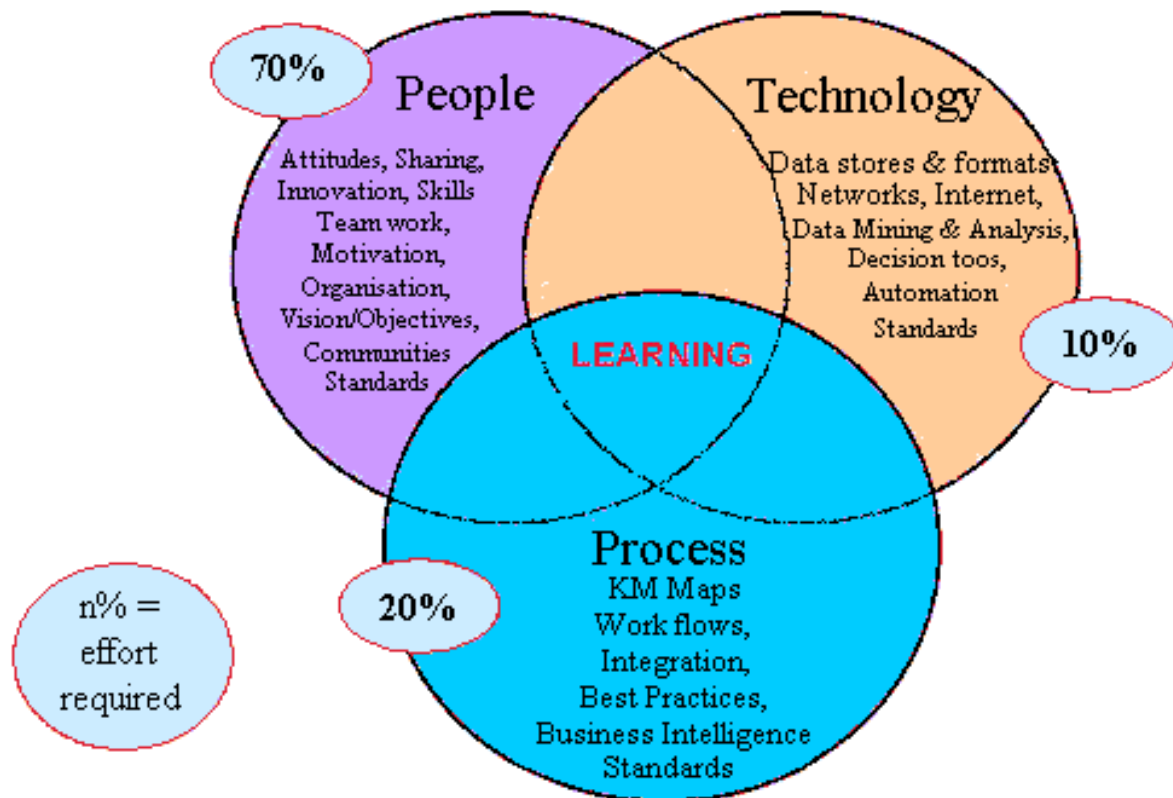 70%
People
Attitudes, Sharing,
Innovation, Skills
Team work,
Motivation,
Organisation,
Vision/Objectives,
Communities
Standards
Technology
Data stores & formats
Networks, Internet,
Data Mining & Analysis,
Decision toos,
Automation
Standards
10%
LEARNING
Process
KM Maps
Work flows,
Integration,
Best Practices,
Business Intelligence
Standards
20%
n% =
effort
required